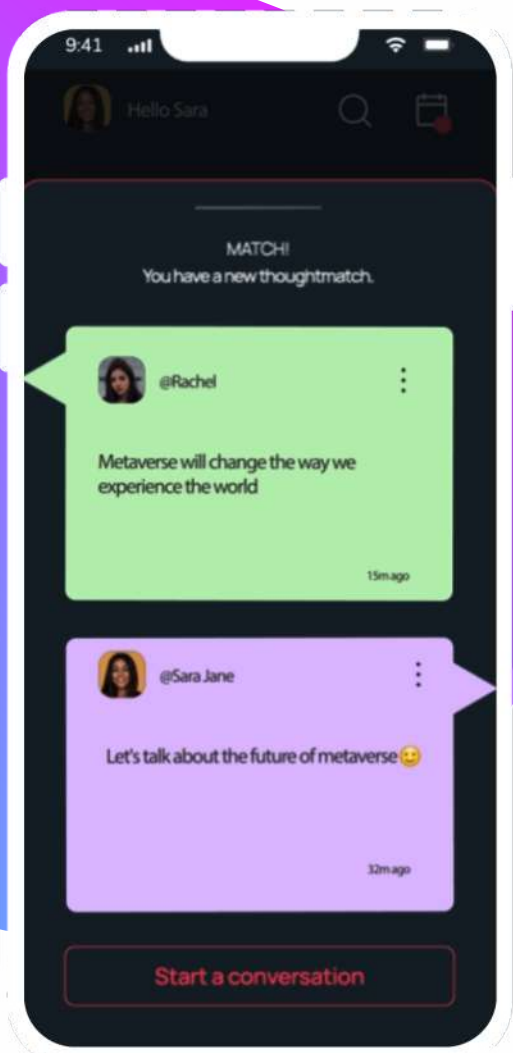 9:41
Hello Sara
MATCH!
You have a new thoughtmatch.
@Rachel
Metaverse will change the way we
experience the world
15m ago
@Sara Jane
Let's talk about the future of metaverse🙂
32m ago
Start a conversation